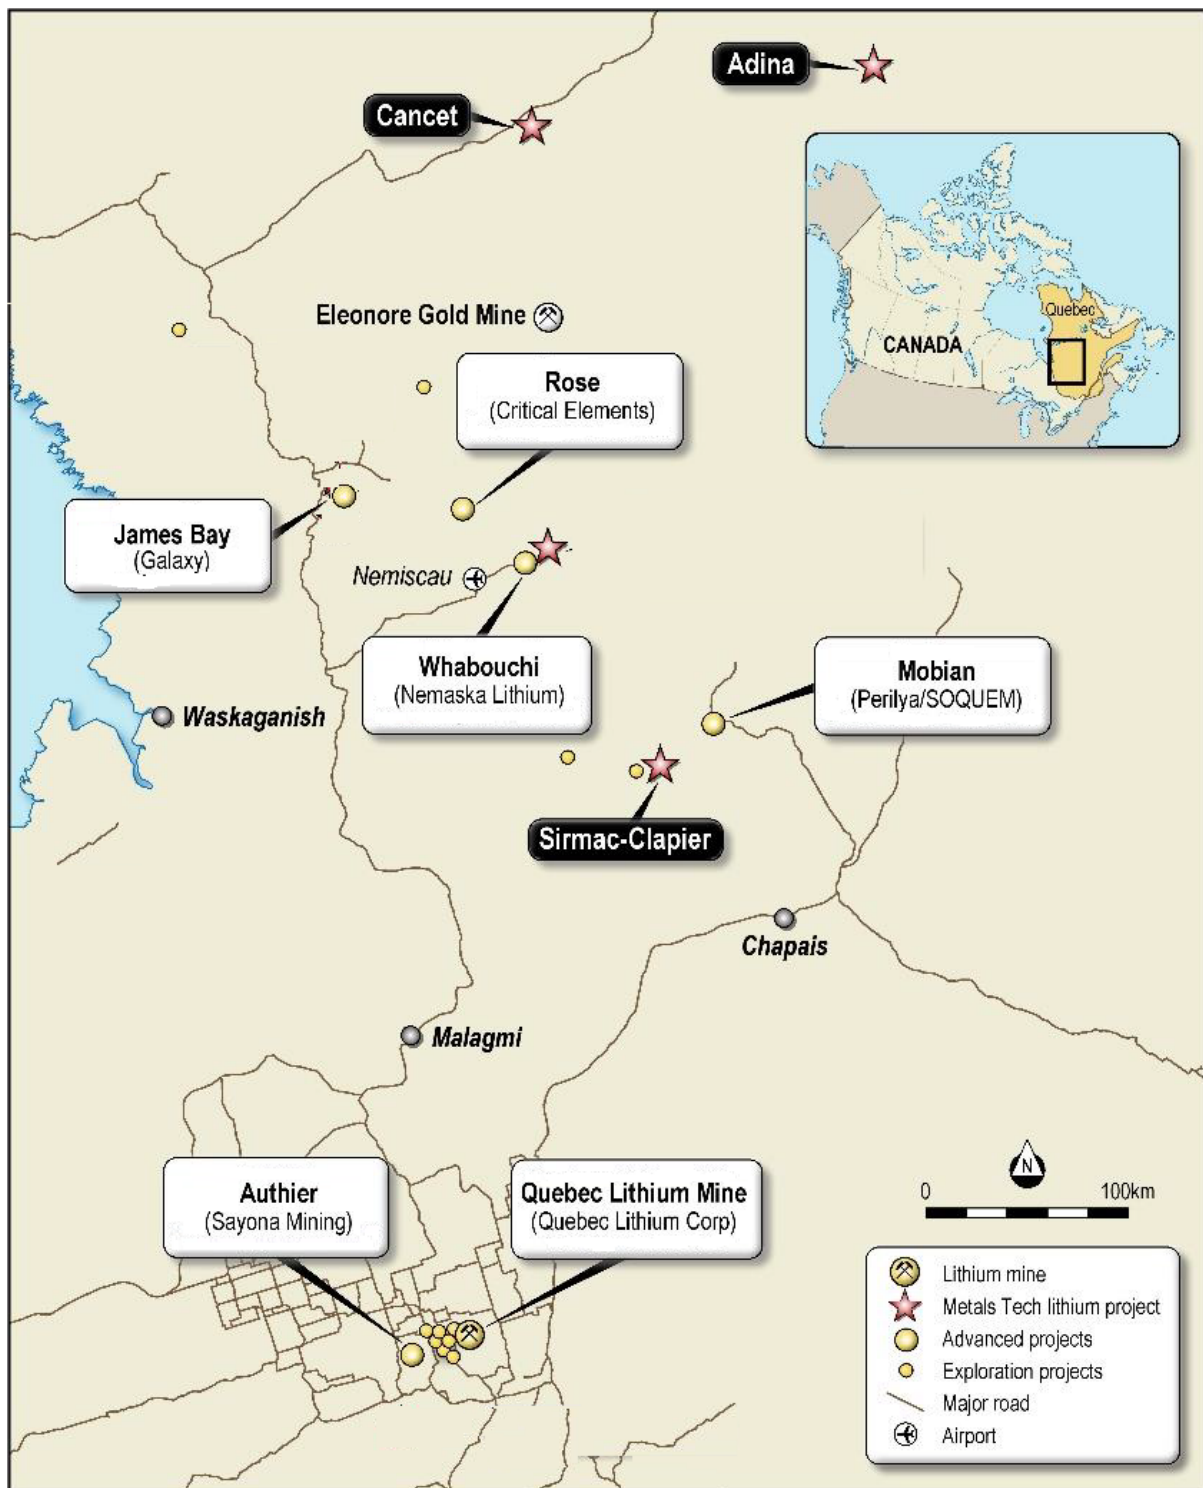 Adina
Cancet
Quebec
CANADA
Eleonore Gold Mine
Rose
(Critical Elements)
James Bay
(Galaxy)
Nemiscau
Whabouchi
(Nemaska Lithium)
Mobian
(Perilya/SOQUEM)
Waskaganish
Sirmac-Clapier
Chapais
Malagmi
Authier
(Sayona Mining)
Quebec Lithium Mine
(Quebec Lithium Corp)
N
0 100km
Lithium mine
Metals Tech lithium project
Advanced projects
Exploration projects
Major road
Airport